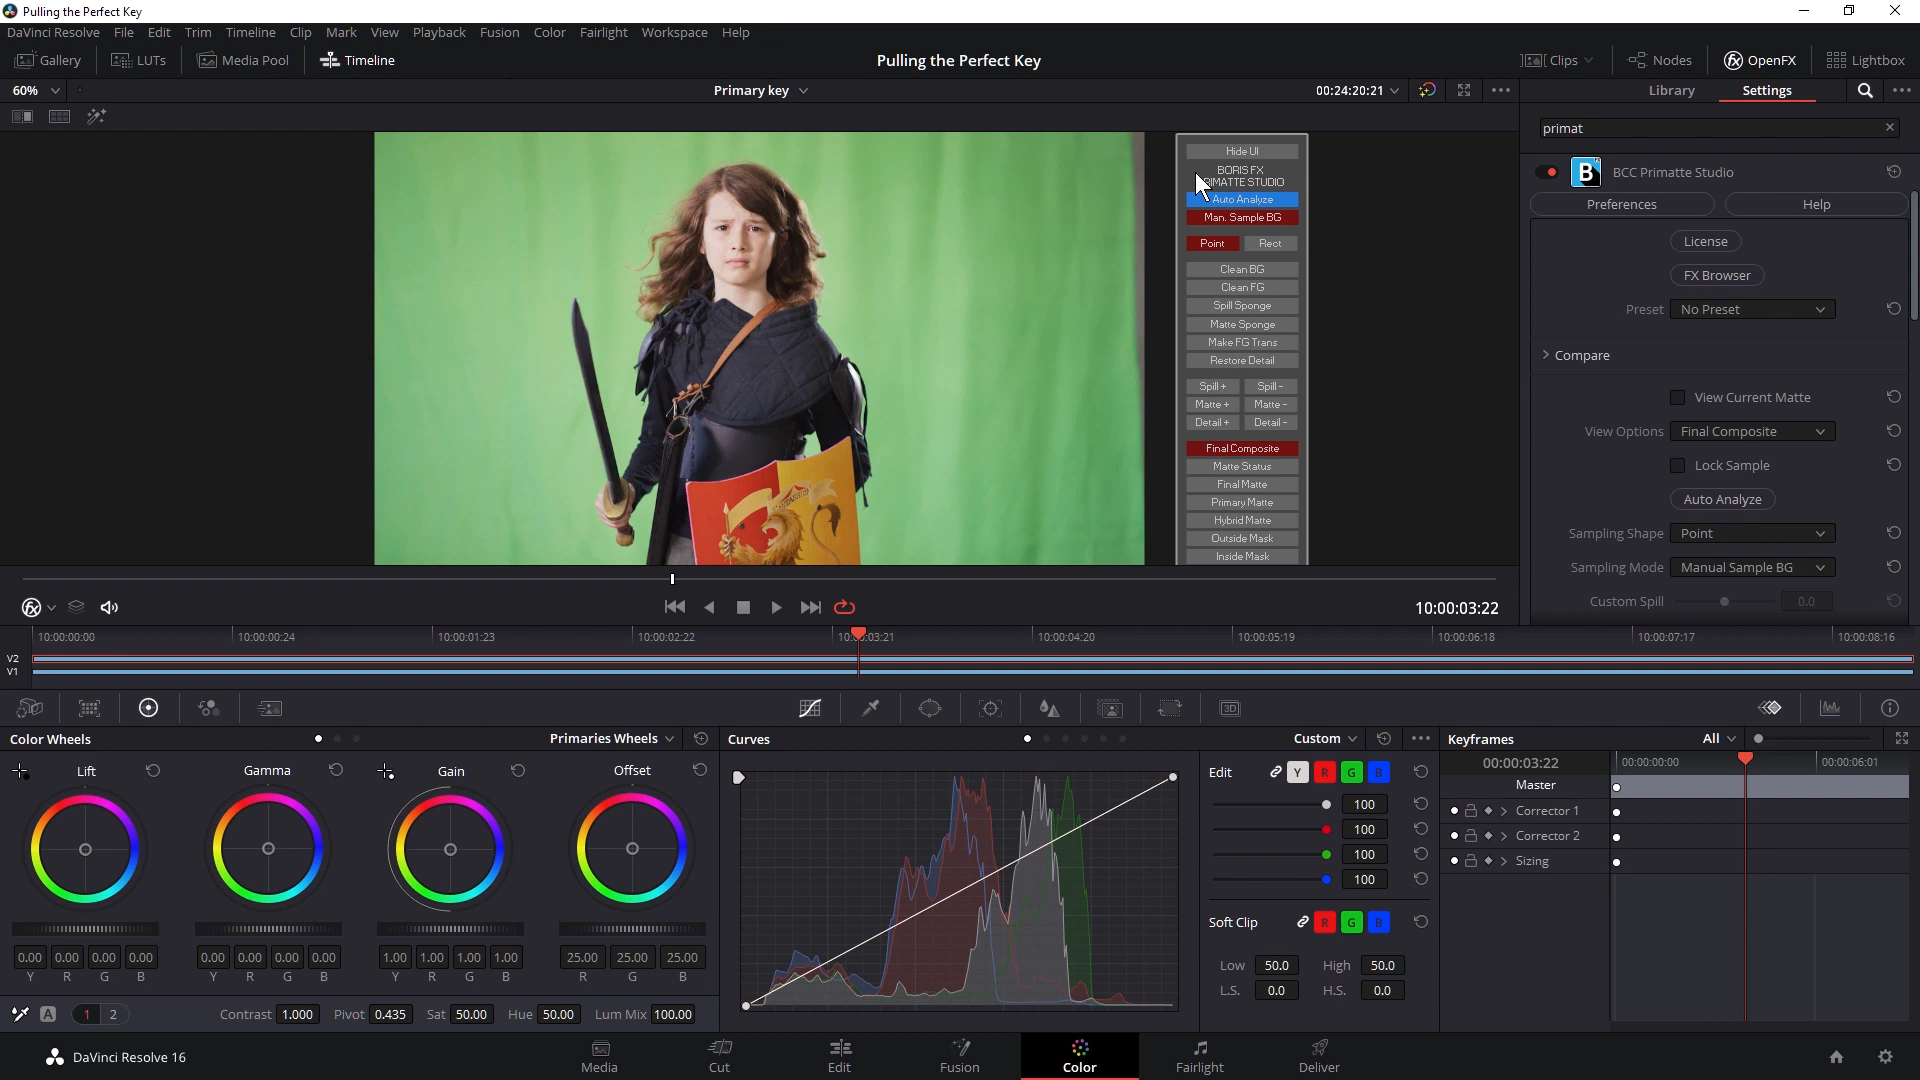 Pulling the Perfect Key
DaVinci Resolve File Edit Trim Timeline Clip Mark View Playback Fusion Color Fairlight Workspace Help
Gallery LUTs Media Pool Timeline Pulling the Perfect Key Clips Nodes OpenFX Lightbox
60% Primary key 00:24:20:21 Library Settings
primat
BCC Primatte Studio
Preferences Help
License
FX Browser
Preset No Preset
Compare
View Current Matte
View Options Final Composite
Lock Sample
Auto Analyze
Sampling Shape Point
Sampling Mode Manual Sample BG
Custom Spill 0.0
Hide UI
BORIS FX
RIMATTE STUDIO
Auto Analyze
Man. Sample BG
Point Rect
Clean BG
Clean FG
Spill Sponge
Matte Sponge
Make FG Trans
Restore Detail
Spill + Spill -
Matte + Matte -
Detail + Detail -
Final Composite
Matte Status
Final Matte
Primary Matte
Hybrid Matte
Outside Mask
Inside Mask
10:00:03:22
10:00:00:00 10:00:00:24 10:00:01:23 10:00:02:22 10:00:03:21 10:00:04:20 10:00:05:19 10:00:06:18 10:00:07:17 10:00:08:16
V2
V1
3D
Color Wheels Primaries Wheels
Lift Gamma Gain Offset
0.00 0.00 0.00 0.00 0.00 0.00 0.00 0.00 1.00 1.00 1.00 1.00 25.00 25.00 25.00
Y R G B Y R G B Y R G B R G B
A 1 2 Contrast 1.000 Pivot 0.435 Sat 50.00 Hue 50.00 Lum Mix 100.00
Curves Custom
Edit Y R G B
100
100
100
100
Soft Clip R G B
Low 50.0 High 50.0
L.S. 0.0 H.S. 0.0
Keyframes All
00:00:03:22 00:00:00:00 00:00:06:01
Master
Corrector 1
Corrector 2
Sizing
DaVinci Resolve 16 Media Cut Edit Fusion Color Fairlight Deliver